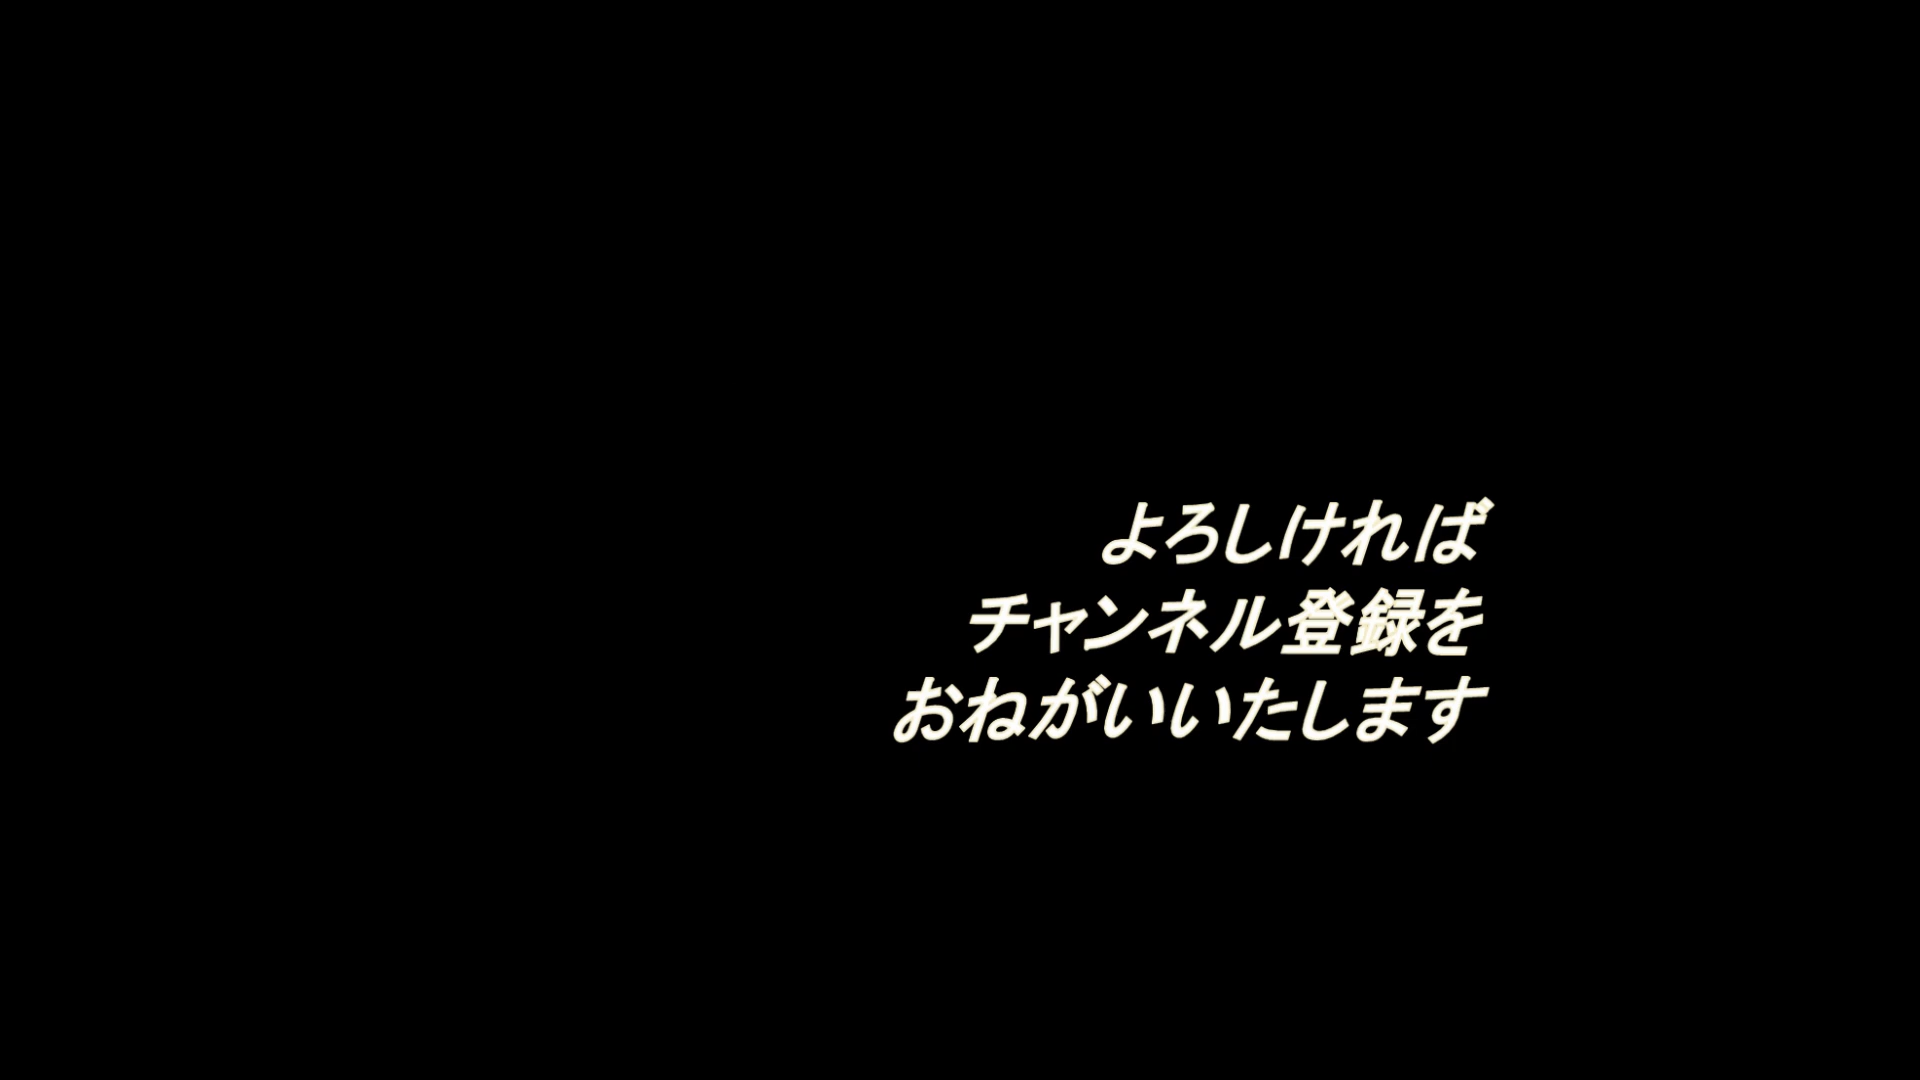 よろしければ
チャンネル登録を
おねがいいたします